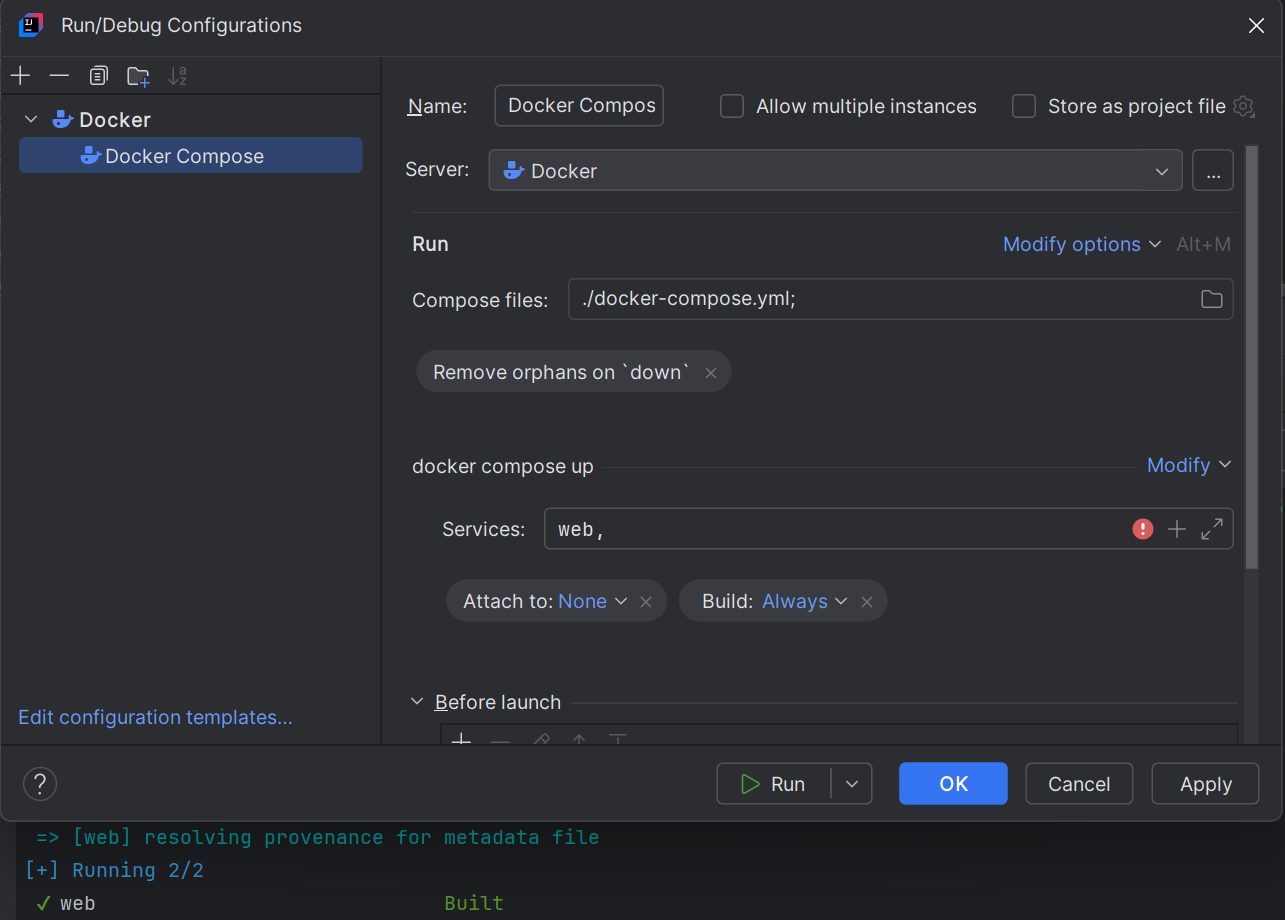 Run/Debug Configurations
Docker
Docker Compose
Edit configuration templates...
Name: Docker Compos Allow multiple instances Store as project file
Server: Docker ...
Run Modify options Alt+M
Compose files: ./docker-compose.yml;
Remove orphans on `down`
docker compose up Modify
Services: web,
Attach to: None Build: Always
Before launch
? Run OK Cancel Apply
=> [web] resolving provenance for metadata file
[+] Running 2/2
✓ web Built